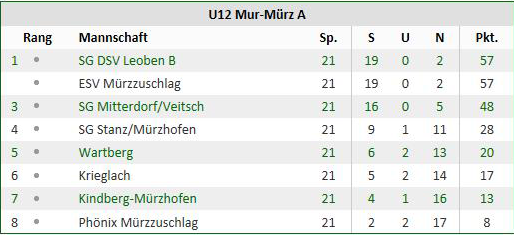 U12 Mur-Mürz A
Rang Mannschaft Sp. S U N Pkt.
1 SG DSV Leoben B 21 19 0 2 57
ESV Mürzzuschlag 21 19 0 2 57
3 SG Mitterdorf/Veitsch 21 16 0 5 48
4 SG Stanz/Mürzhofen 21 9 1 11 28
5 Wartberg 21 6 2 13 20
6 Krieglach 21 5 2 14 17
7 Kindberg-Mürzhofen 21 4 1 16 13
8 Phönix Mürzzuschlag 21 2 2 17 8